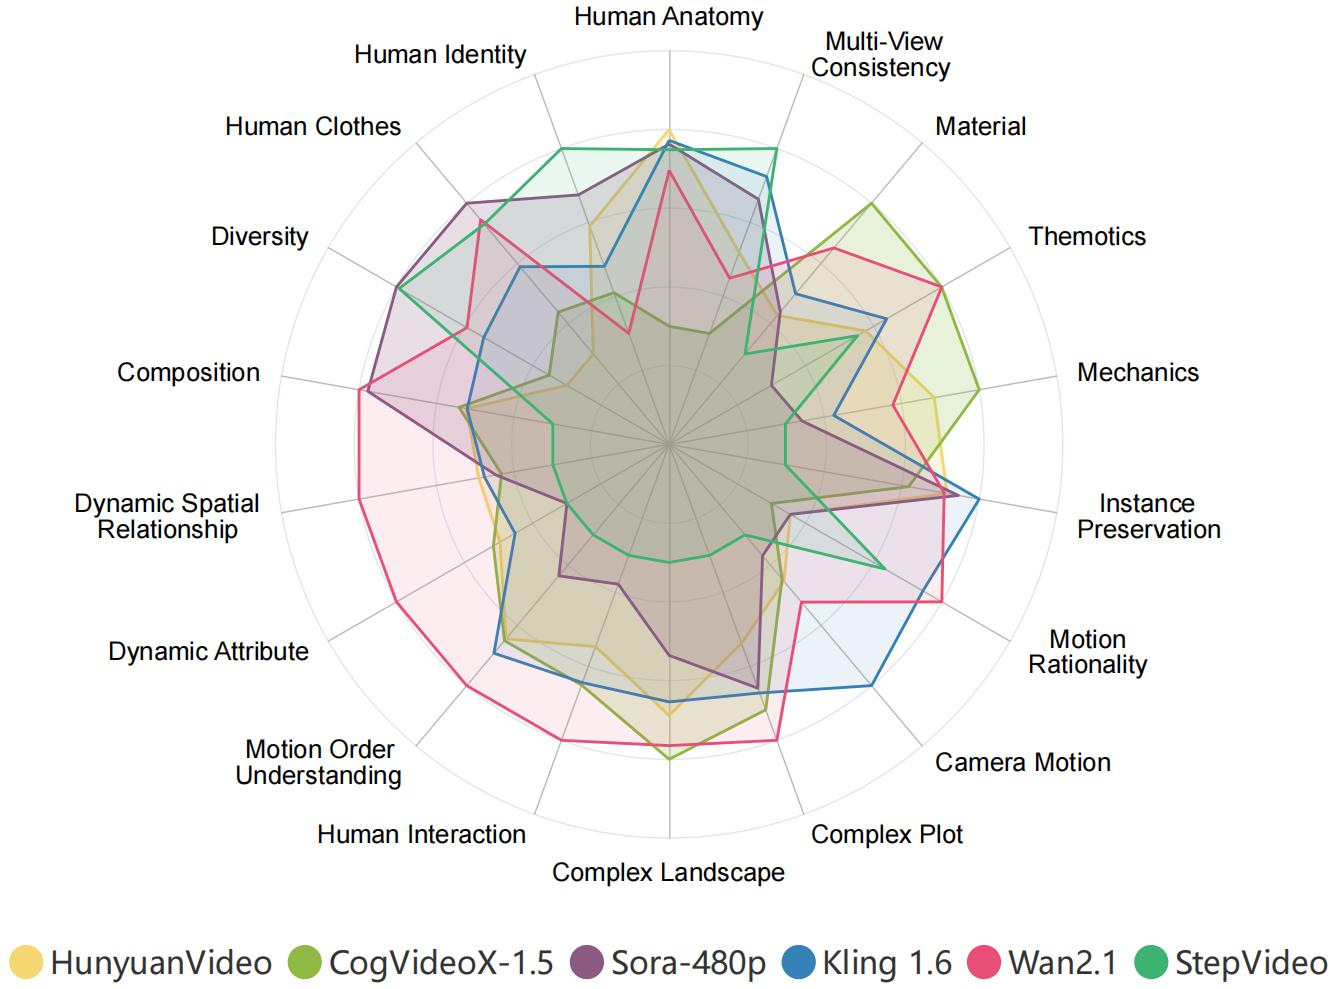 Human Anatomy
Multi-View
Consistency
Material
Themotics
Mechanics
Instance
Preservation
Motion
Rationality
Camera Motion
Complex Plot
Complex Landscape
Human Interaction
Motion Order
Understanding
Dynamic Attribute
Dynamic Spatial
Relationship
Composition
Diversity
Human Clothes
Human Identity
HunyuanVideo CogVideoX-1.5 Sora-480p Kling 1.6 Wan2.1 StepVideo